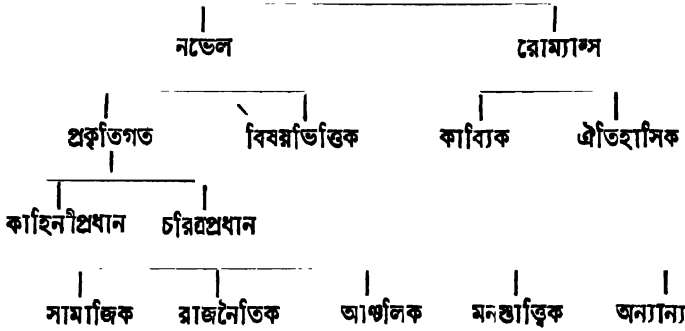 নভেল রোম্যান্স
প্রকৃতিগত বিষয়ভিত্তিক কাব্যিক ঐতিহাসিক
কাহিনীপ্রধান চরিত্রপ্রধান
সামাজিক রাজনৈতিক আঞ্চলিক মনস্তাত্ত্বিক অন্যান্য